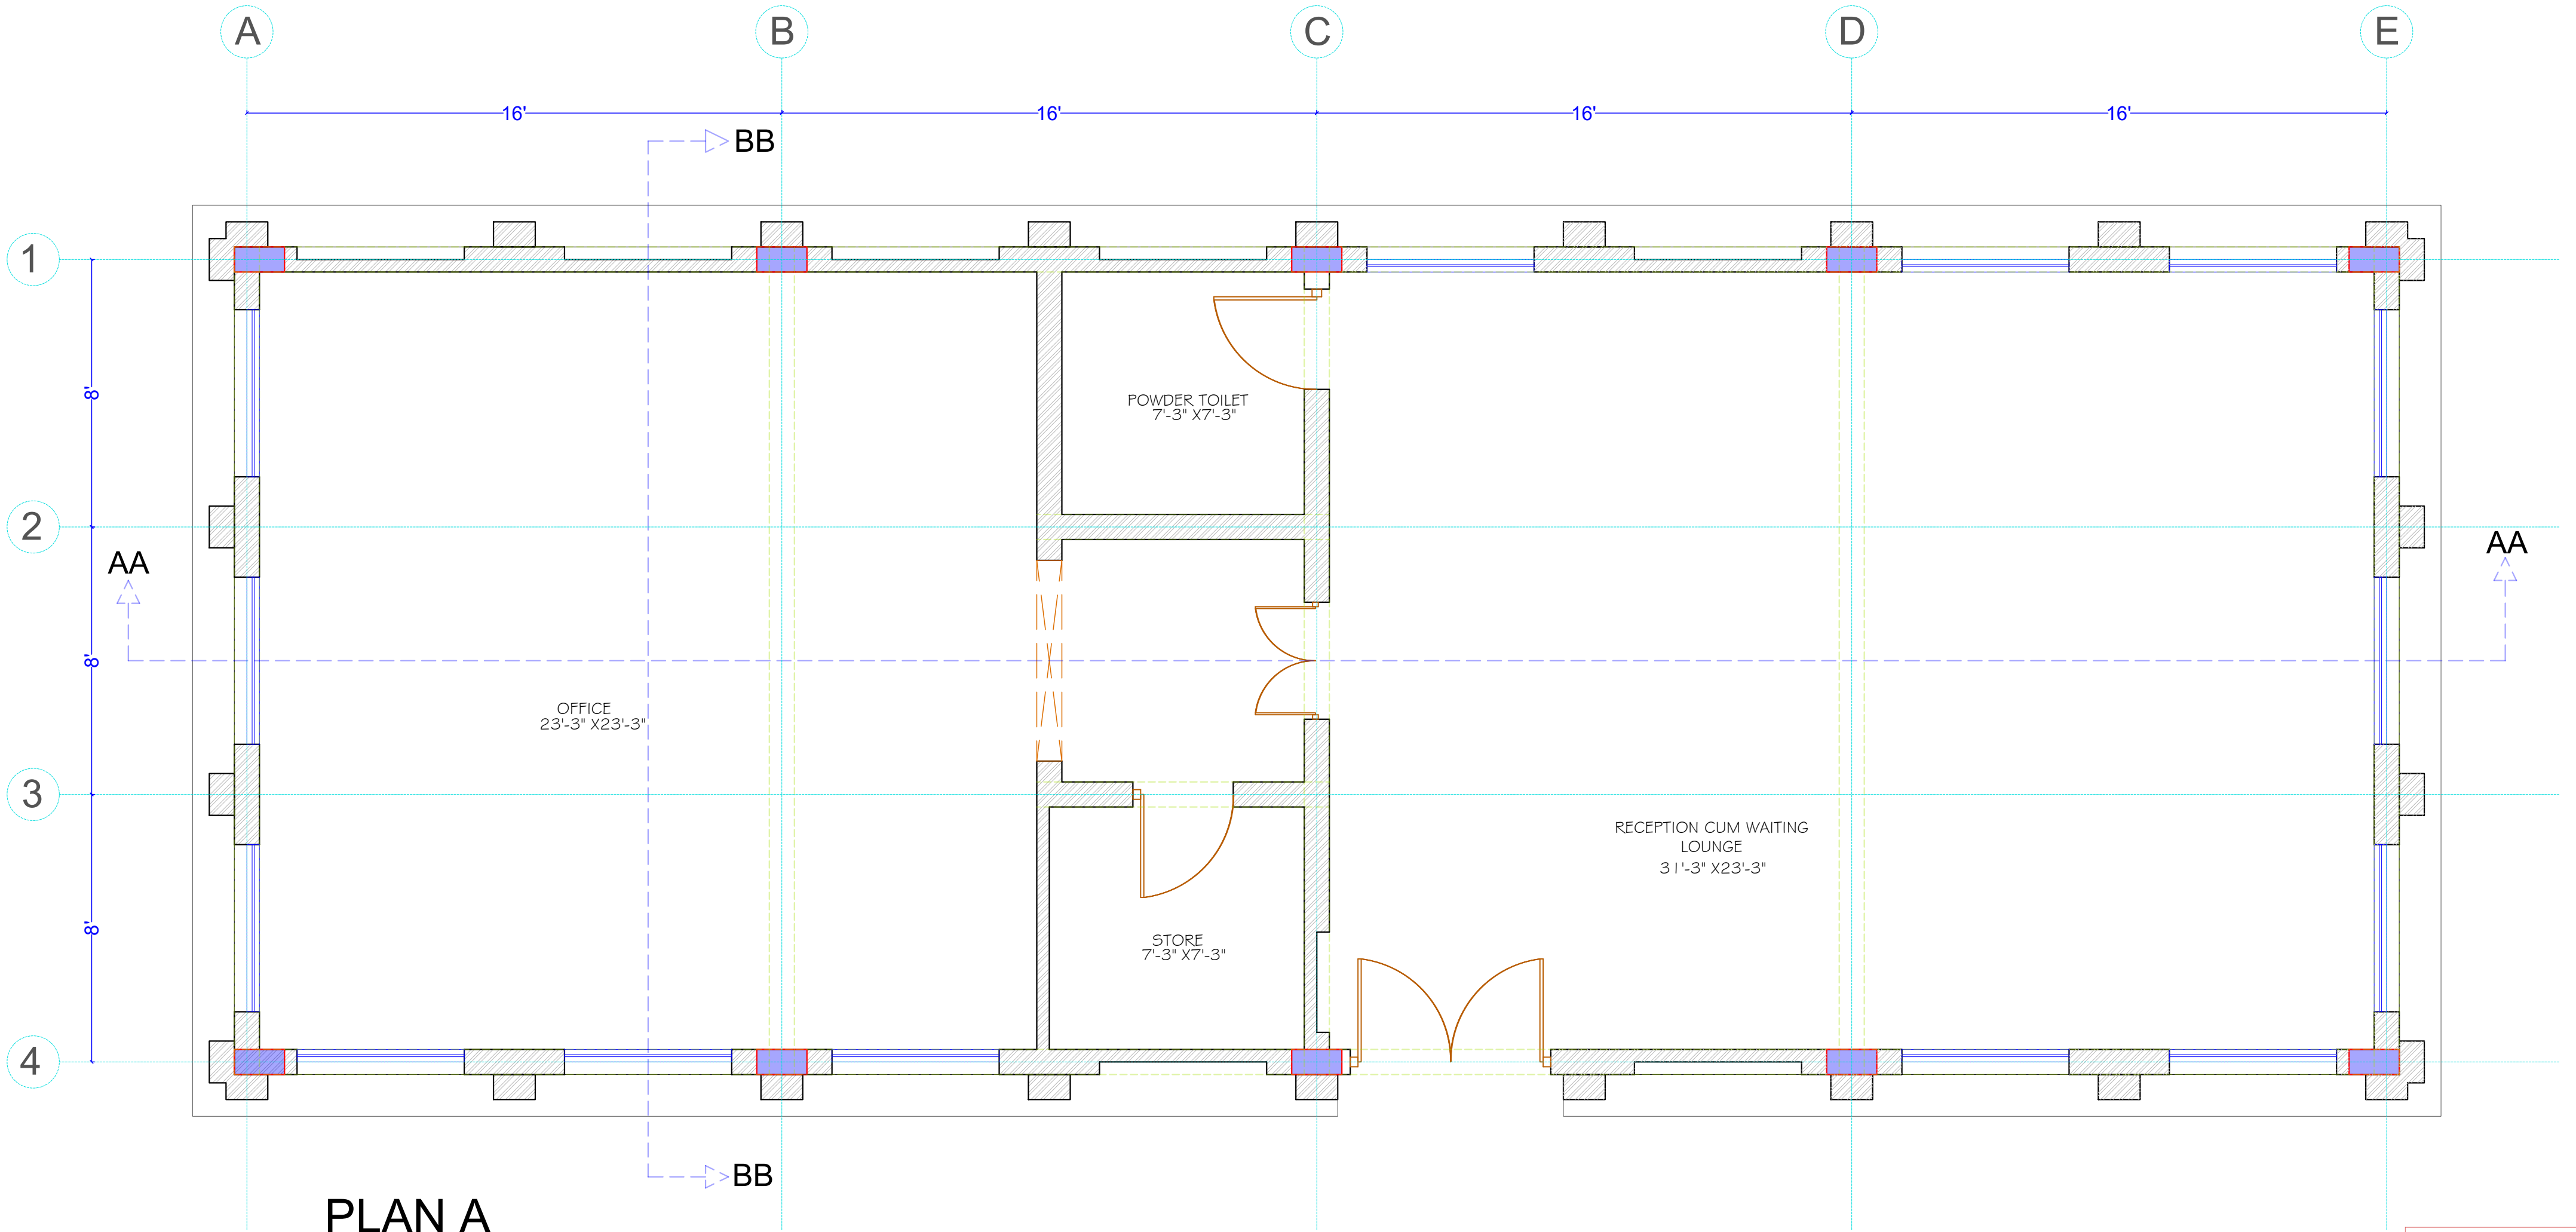 A
B
C
D
E
16'
16'
16'
16'
BB
1
8'
POWDER TOILET
7'-3" X7'-3"
2
AA
AA
8'
OFFICE
23'-3" X23'-3"
3
RECEPTION CUM WAITING
LOUNGE
31'-3" X23'-3"
8'
STORE
7'-3" X7'-3"
4
BB
PLAN A